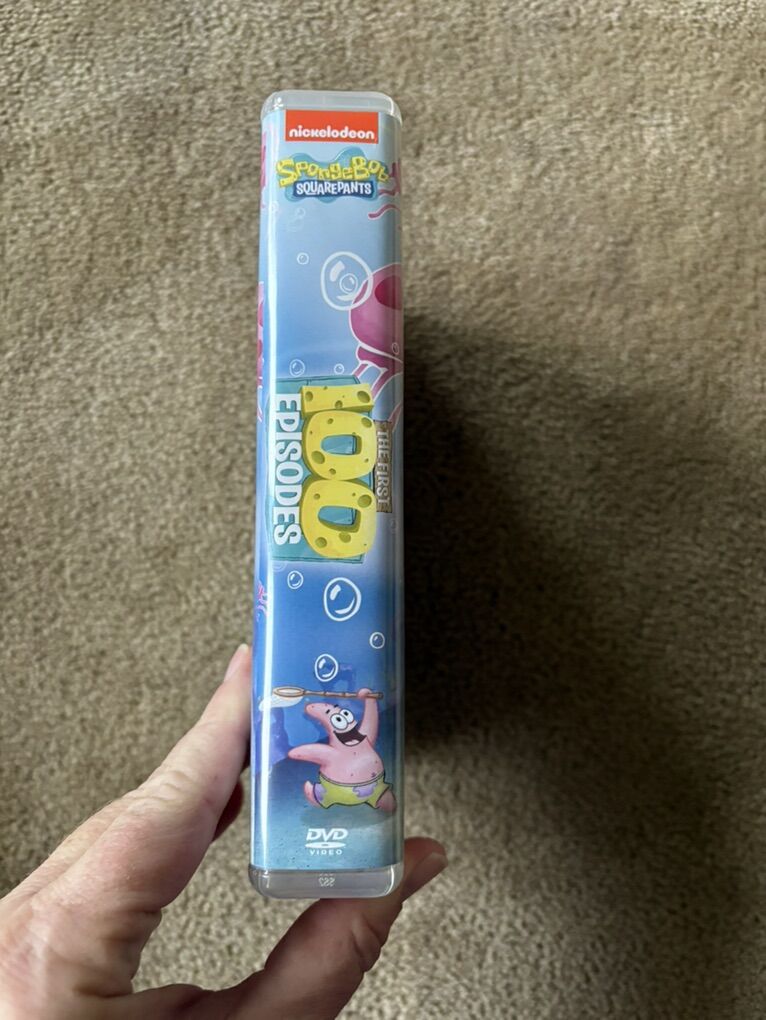 nickelodeon
SPONGEBOB
SQUAREPANTS
THE FIRST
100
EPISODES
DVD
VIDEO